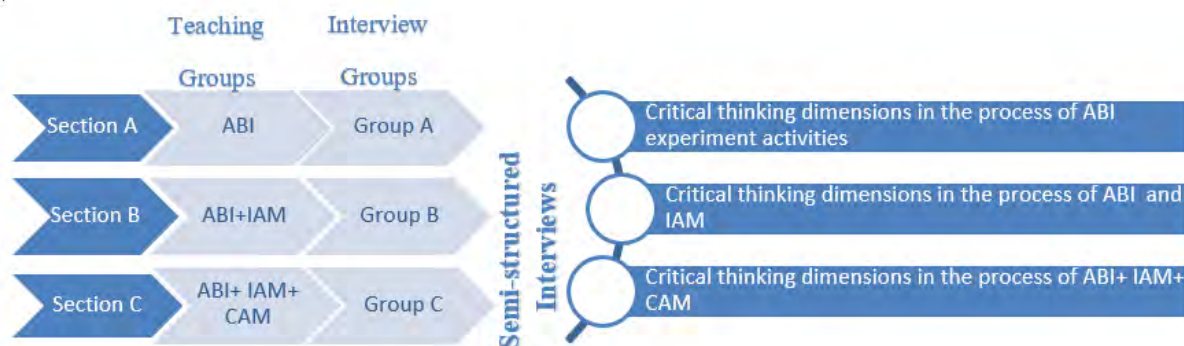 Teaching
Groups
Interview
Groups
Section A
ABI
Group A
Section B
ABI+IAM
Group B
Section C
ABI+ IAM+
CAM
Group C
Semi-structured
Interviews
Critical thinking dimensions in the process of ABI
experiment activities
Critical thinking dimensions in the process of ABI and
IAM
Critical thinking dimensions in the process of ABI+ IAM+
CAM